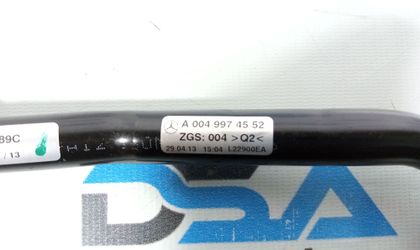 A 004 997 45 52
ZGS: 004 >Q2<
29.04.13 15:04 L22900EA
89C
/ 13
DSA